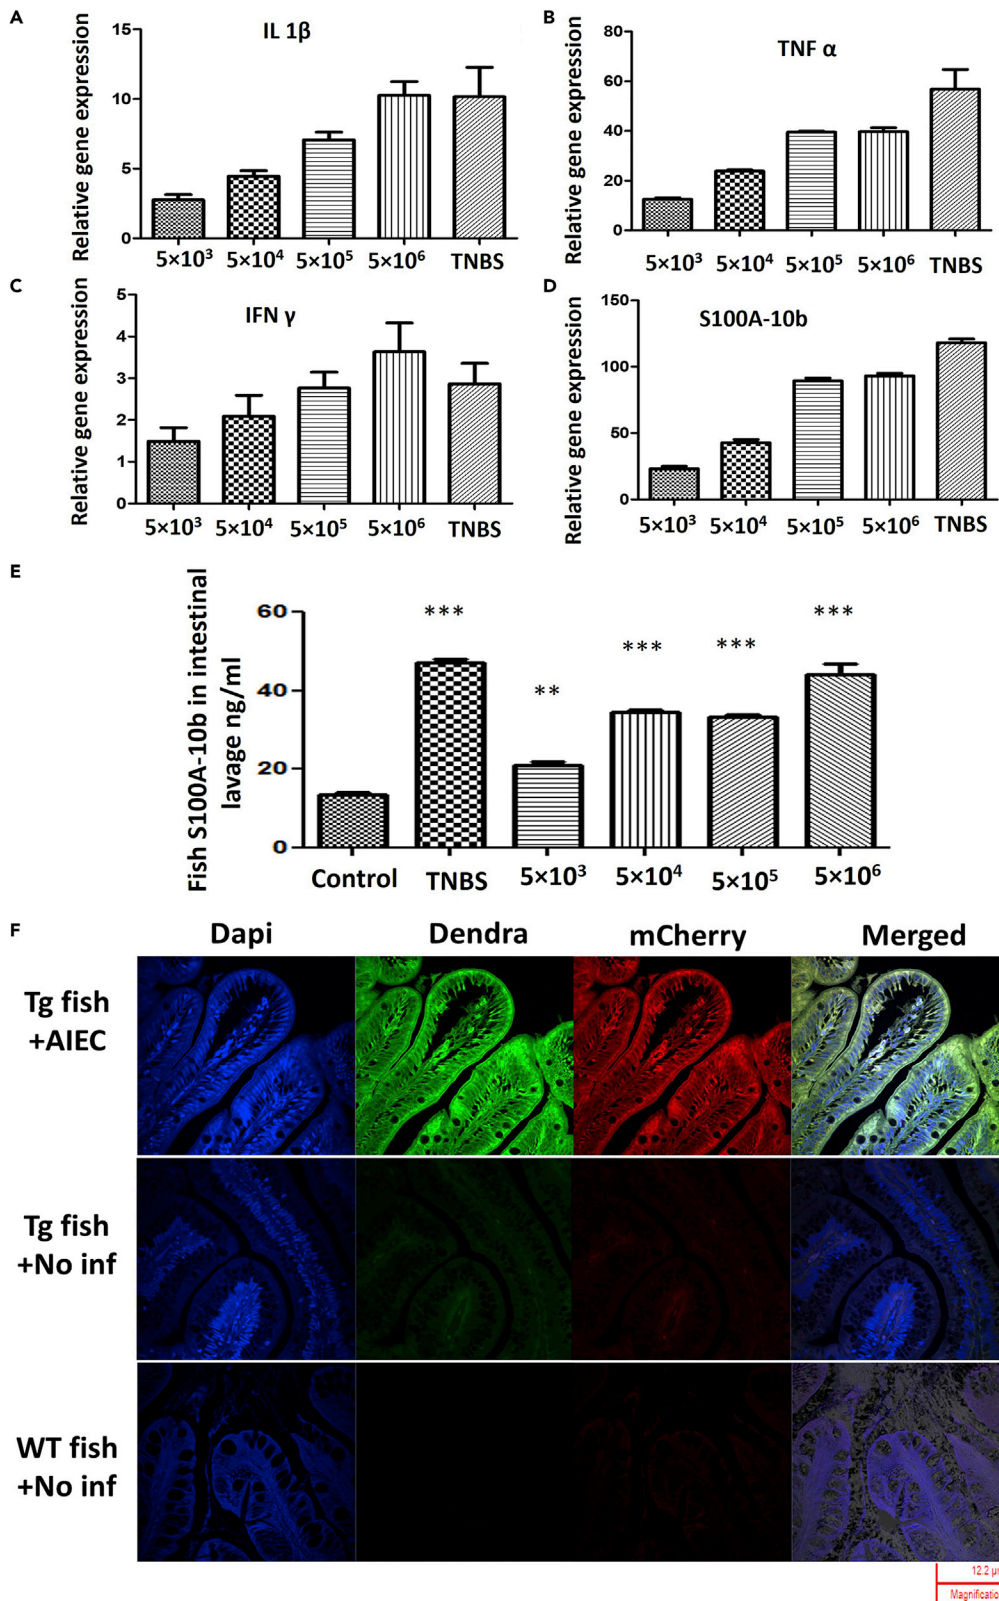 A
IL 1β
Relative gene expression
15
10
5
0
5×10³
5×10⁴
5×10⁵
5×10⁶
TNBS
B
TNF α
Relative gene expression
80
60
40
20
0
5×10³
5×10⁴
5×10⁵
5×10⁶
TNBS
C
IFN γ
Relative gene expression
5
4
3
2
1
0
5×10³
5×10⁴
5×10⁵
5×10⁶
TNBS
D
S100A-10b
Relative gene expression
150
100
50
0
5×10³
5×10⁴
5×10⁵
5×10⁶
TNBS
E
Fish S100A-10b in intestinal
lavage ng/ml
60
40
20
0
***
**
***
***
***
Control
TNBS
5×10³
5×10⁴
5×10⁵
5×10⁶
F
Dapi
Dendra
mCherry
Merged
Tg fish
+AIEC
Tg fish
+No inf
WT fish
+No inf
12.2